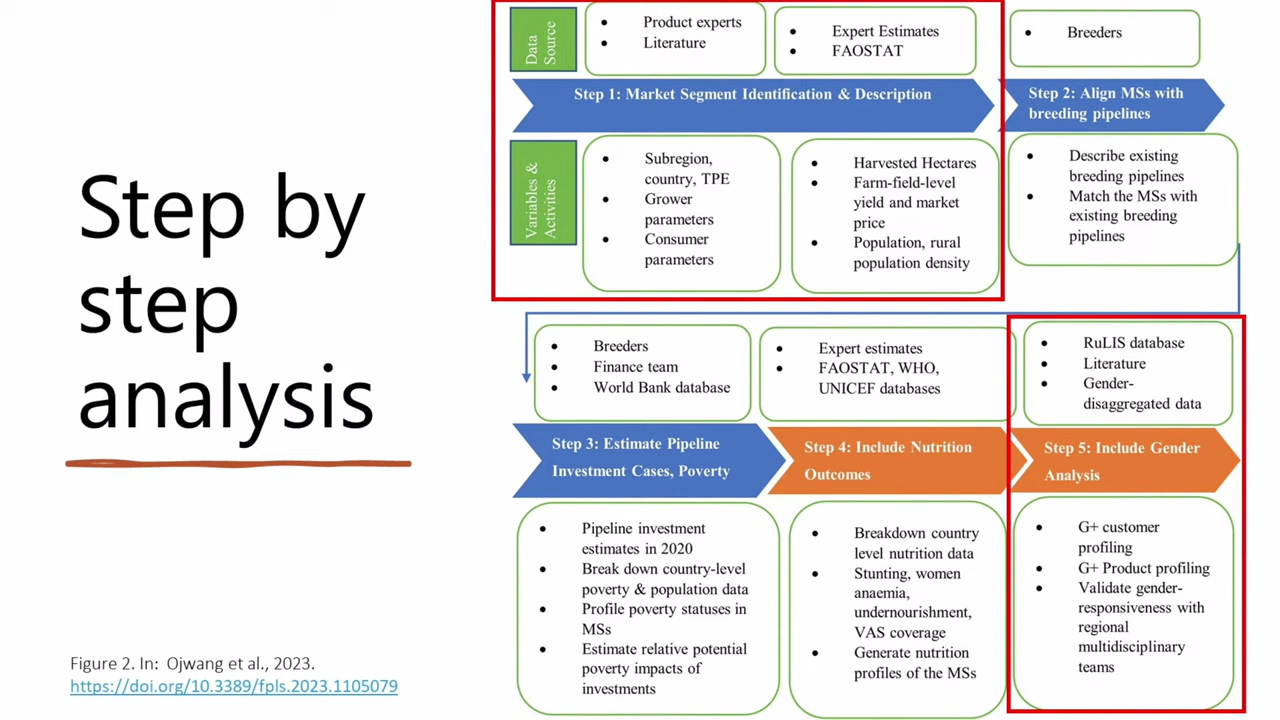 Step by
step
analysis
Figure 2. In:  Ojwang et al., 2023.
https://doi.org/10.3389/fpls.2023.1105079
Data
Source
• Product experts
• Literature
• Expert Estimates
• FAOSTAT
• Breeders
Step 1: Market Segment Identification & Description
Step 2: Align MSs with
breeding pipelines
Variables &
Activities
• Subregion,
country, TPE
• Grower
parameters
• Consumer
parameters
• Harvested Hectares
• Farm-field-level
yield and market
price
• Population, rural
population density
• Describe existing
breeding pipelines
• Match the MSs with
existing breeding
pipelines
• Breeders
• Finance team
• World Bank database
• Expert estimates
• FAOSTAT, WHO,
UNICEF databases
• RuLIS database
• Literature
• Gender-
disaggregated data
Step 3: Estimate Pipeline
Investment Cases, Poverty
Step 4: Include Nutrition
Outcomes
Step 5: Include Gender
Analysis
• Pipeline investment
estimates in 2020
• Break down country-level
poverty & population data
• Profile poverty statuses in
MSs
• Estimate relative potential
poverty impacts of
investments
• Breakdown country
level nutrition data
• Stunting, women
anaemia,
undernourishment,
VAS coverage
• Generate nutrition
profiles of the MSs
• G+ customer
profiling
• G+ Product profiling
• Validate gender-
responsiveness with
regional
multidisciplinary
teams